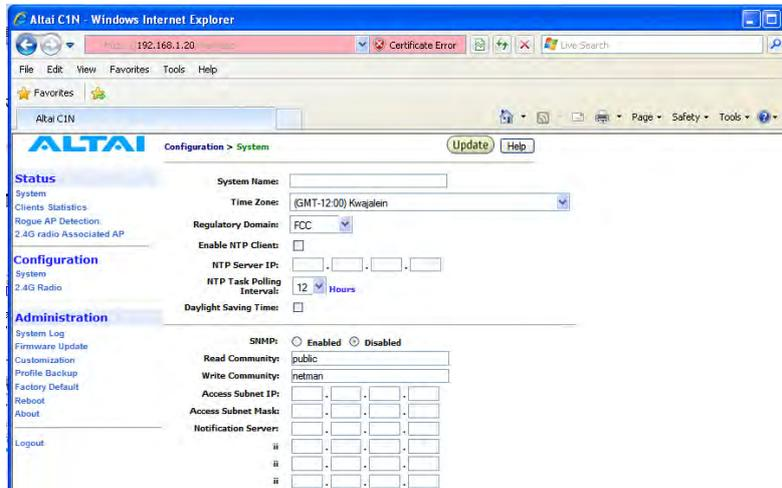 Altai C1N - Windows Internet Explorer
192.168.1.20
Certificate Error
Live Search
File Edit View Favorites Tools Help
Favorites
Altai C1N
Page Safety Tools
ALTAI
Configuration > System
Update
Help
Status
System
Clients Statistics
Rogue AP Detection
2.4G radio Associated AP
Configuration
System
2.4G Radio
Administration
System Log
Firmware Update
Customization
Profile Backup
Factory Default
Reboot
About
Logout
System Name:
Time Zone: (GMT-12:00) Kwajalein
Regulatory Domain: FCC
Enable NTP Client:
NTP Server IP: . . .
NTP Task Polling
Interval: 12 Hours
Daylight Saving Time:
SNMP: Enabled Disabled
Read Community: public
Write Community: netman
Access Subnet IP: . . .
Access Subnet Mask: . . .
Notification Server: . . .
ii . . .
ii . . .
ii . . .